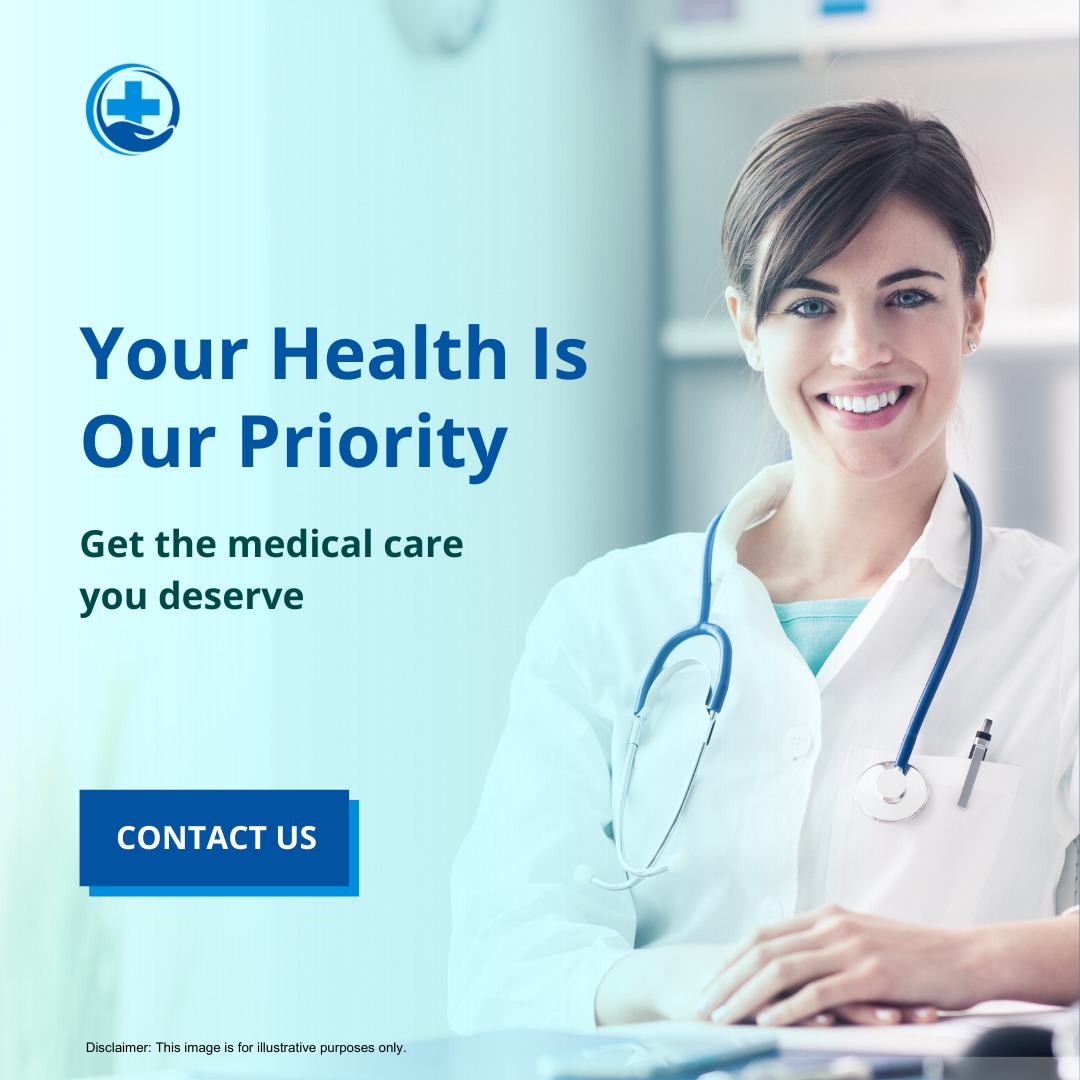 Your Health Is
Our Priority
Get the medical care
you deserve
CONTACT US
Disclaimer: This image is for illustrative purposes only.